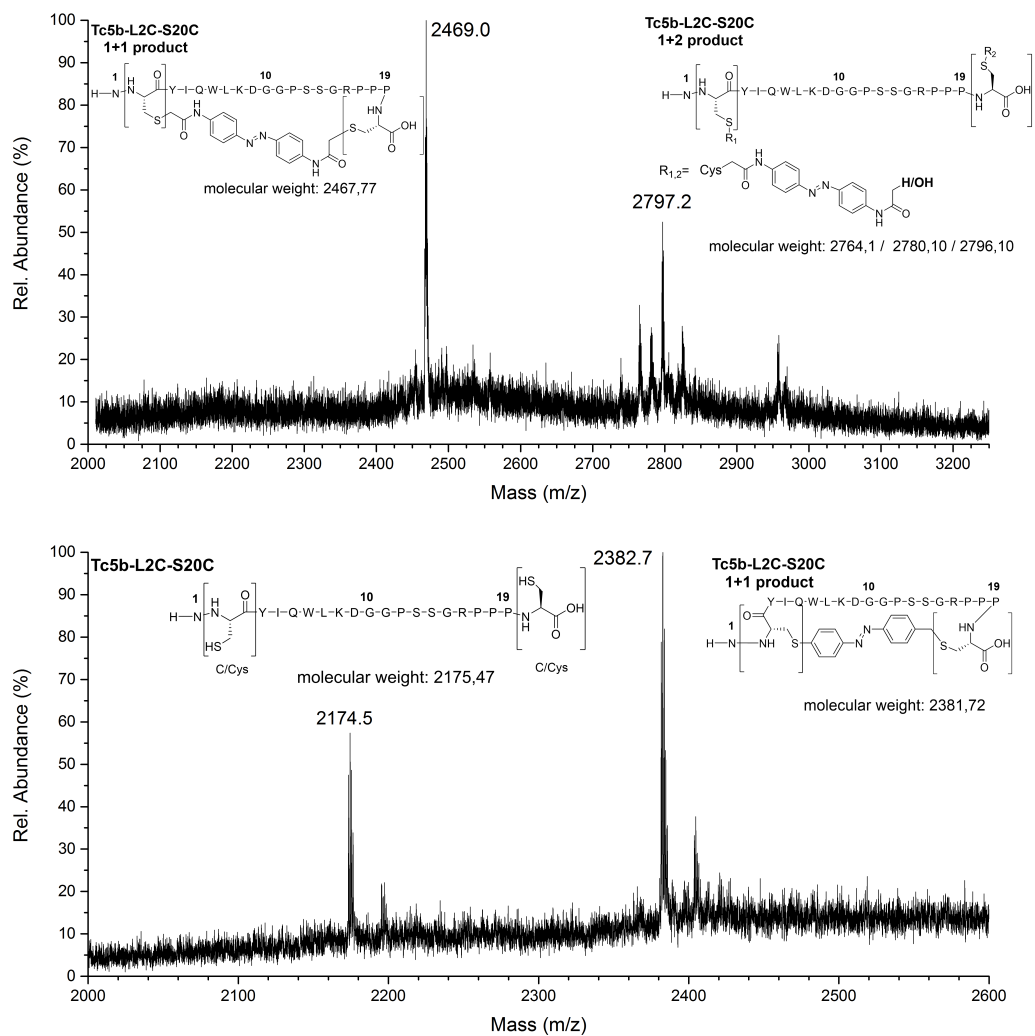 Tc5b-L2C-S20C
1+1 product
2469.0
Tc5b-L2C-S20C
1+2 product
1
10
19
H-N
HN
O
Y-I-Q-W-L-K-D-G-G-P-S-S-G-R-P-P-P
S
O
H
N
N=N
N
H
O
S
HN
OH
O
molecular weight: 2467,77
1
10
19
H-N
HN
O
Y-I-Q-W-L-K-D-G-G-P-S-S-G-R-P-P-P
S
R1
R2
S
N
H
OH
O
R1,2=
Cys
O
H
N
N=N
N
H
O
H/OH
molecular weight: 2764,1 / 2780,10 / 2796,10
2797.2
Rel. Abundance (%)
100
90
80
70
60
50
40
30
20
10
0
2000 2100 2200 2300 2400 2500 2600 2700 2800 2900 3000 3100 3200
Mass (m/z)
Tc5b-L2C-S20C
2382.7
Tc5b-L2C-S20C
1+1 product
1
10
19
H-N
HN
O
Y-I-Q-W-L-K-D-G-G-P-S-S-G-R-P-P-P
HS
C/Cys
HS
N
H
OH
O
C/Cys
molecular weight: 2175,47
2174.5
1
10
19
Y-I-Q-W-L-K-D-G-G-P-S-S-G-R-P-P-P
O
H
N
NH
S
N=N
S
HN
OH
O
molecular weight: 2381,72
Rel. Abundance (%)
100
90
80
70
60
50
40
30
20
10
0
2000 2100 2200 2300 2400 2500 2600
Mass (m/z)